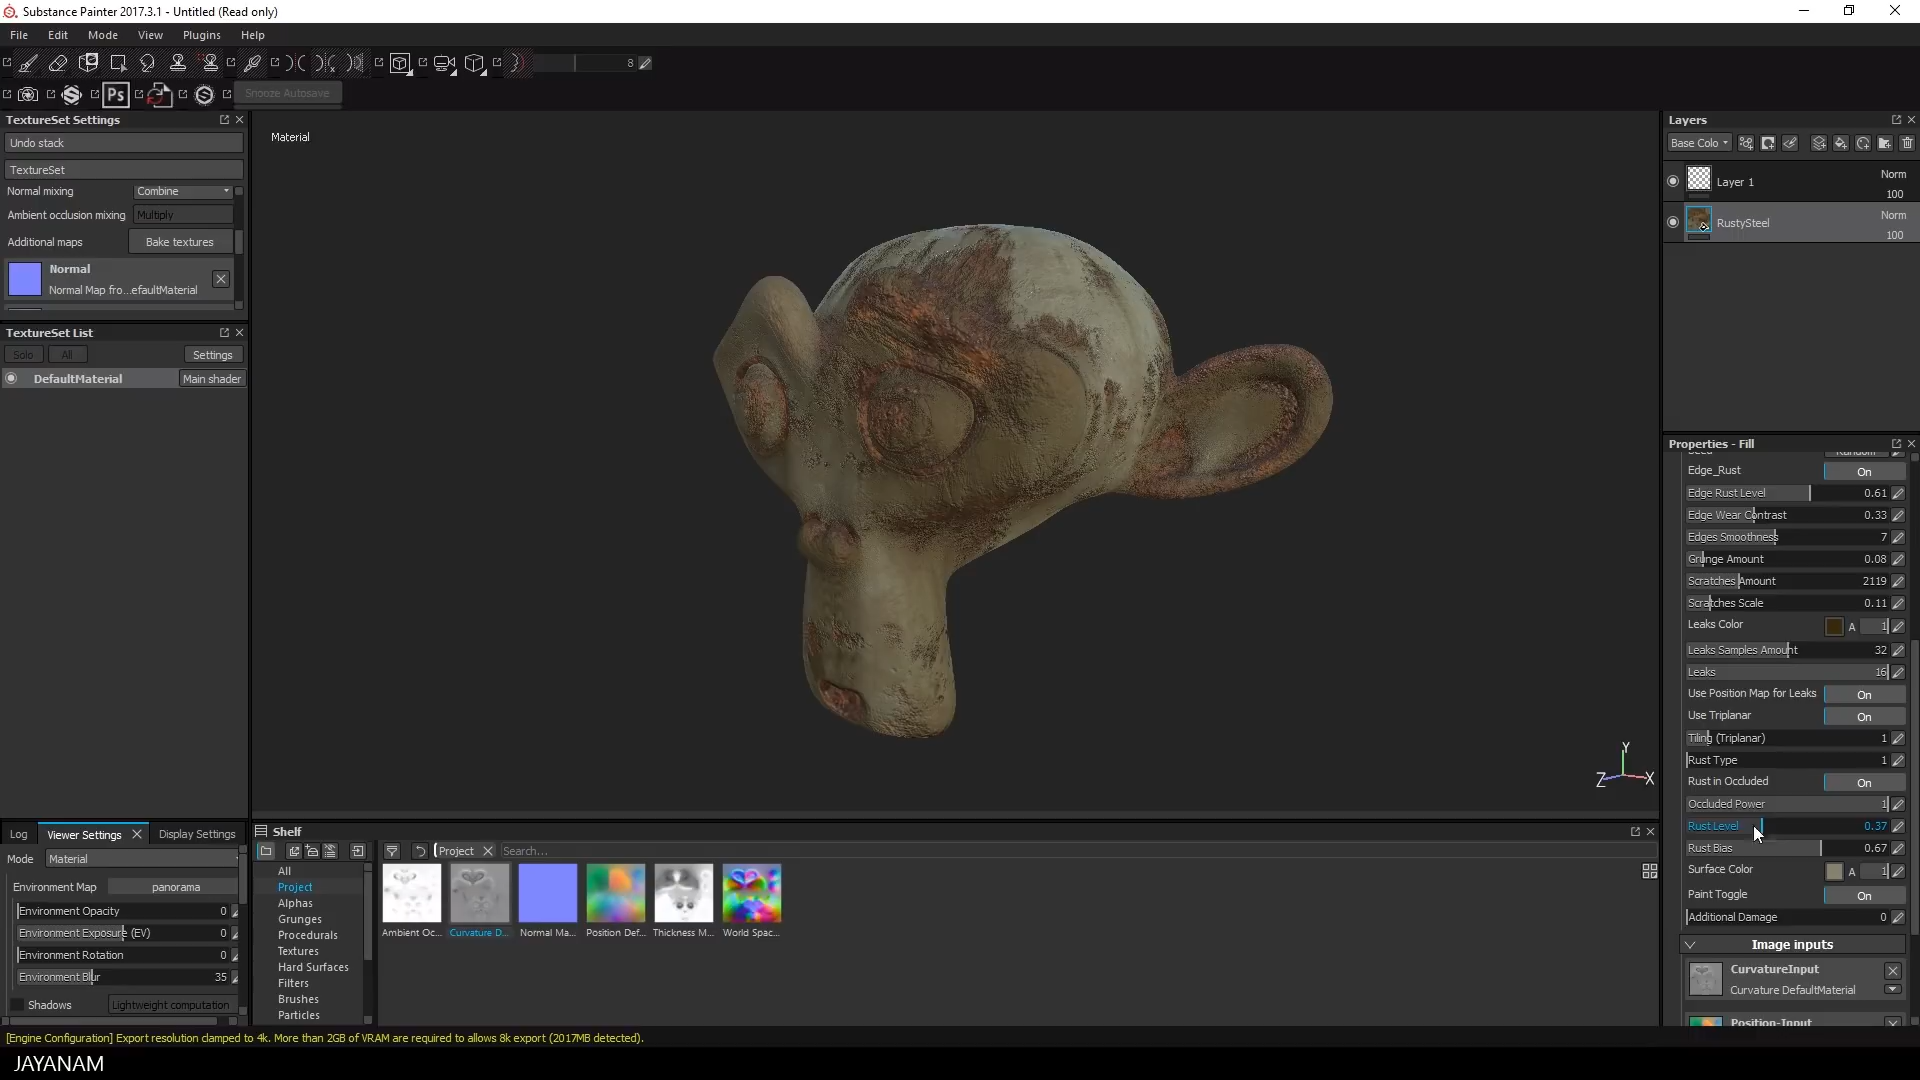 Substance Painter 2017.3.1 - Untitled (Read only)
File Edit Mode View Plugins Help
8
Ps
Snooze Autosave
TextureSet Settings
Undo stack
TextureSet
Normal mixing Combine
Ambient occlusion mixing Multiply
Additional maps Bake textures
Normal
Normal Map fro...efaultMaterial
TextureSet List
Solo All Settings
DefaultMaterial Main shader
Log Viewer Settings Display Settings
Mode Material
Environment Map panorama
Environment Opacity 0
Environment Exposure (EV) 0
Environment Rotation 0
Environment Blur 35
Shadows Lightweight computation
Material
Y
Z X
Shelf
Project Search...
All
Project
Alphas
Grunges
Procedurals
Textures
Hard Surfaces
Filters
Brushes
Particles
Ambient Oc... Curvature D... Normal Ma... Position Def... Thickness M... World Spac...
Layers
Base Colo
Layer 1 Norm
100
RustySteel Norm
100
Properties - Fill
Seed Random
Edge_Rust On
Edge Rust Level 0.61
Edge Wear Contrast 0.33
Edges Smoothness 7
Grunge Amount 0.08
Scratches Amount 2119
Scratches Scale 0.11
Leaks Color A 1
Leaks Samples Amount 32
Leaks 16
Use Position Map for Leaks On
Use Triplanar On
Tiling (Triplanar) 1
Rust Type 1
Rust in Occluded On
Occluded Power 1
Rust Level 0.37
Rust Bias 0.67
Surface Color A 1
Paint Toggle On
Additional Damage 0
Image inputs
CurvatureInput
Curvature DefaultMaterial
Position-Input
[Engine Configuration] Export resolution clamped to 4k. More than 2GB of VRAM are required to allows 8k export (2017MB detected).
JAYANAM